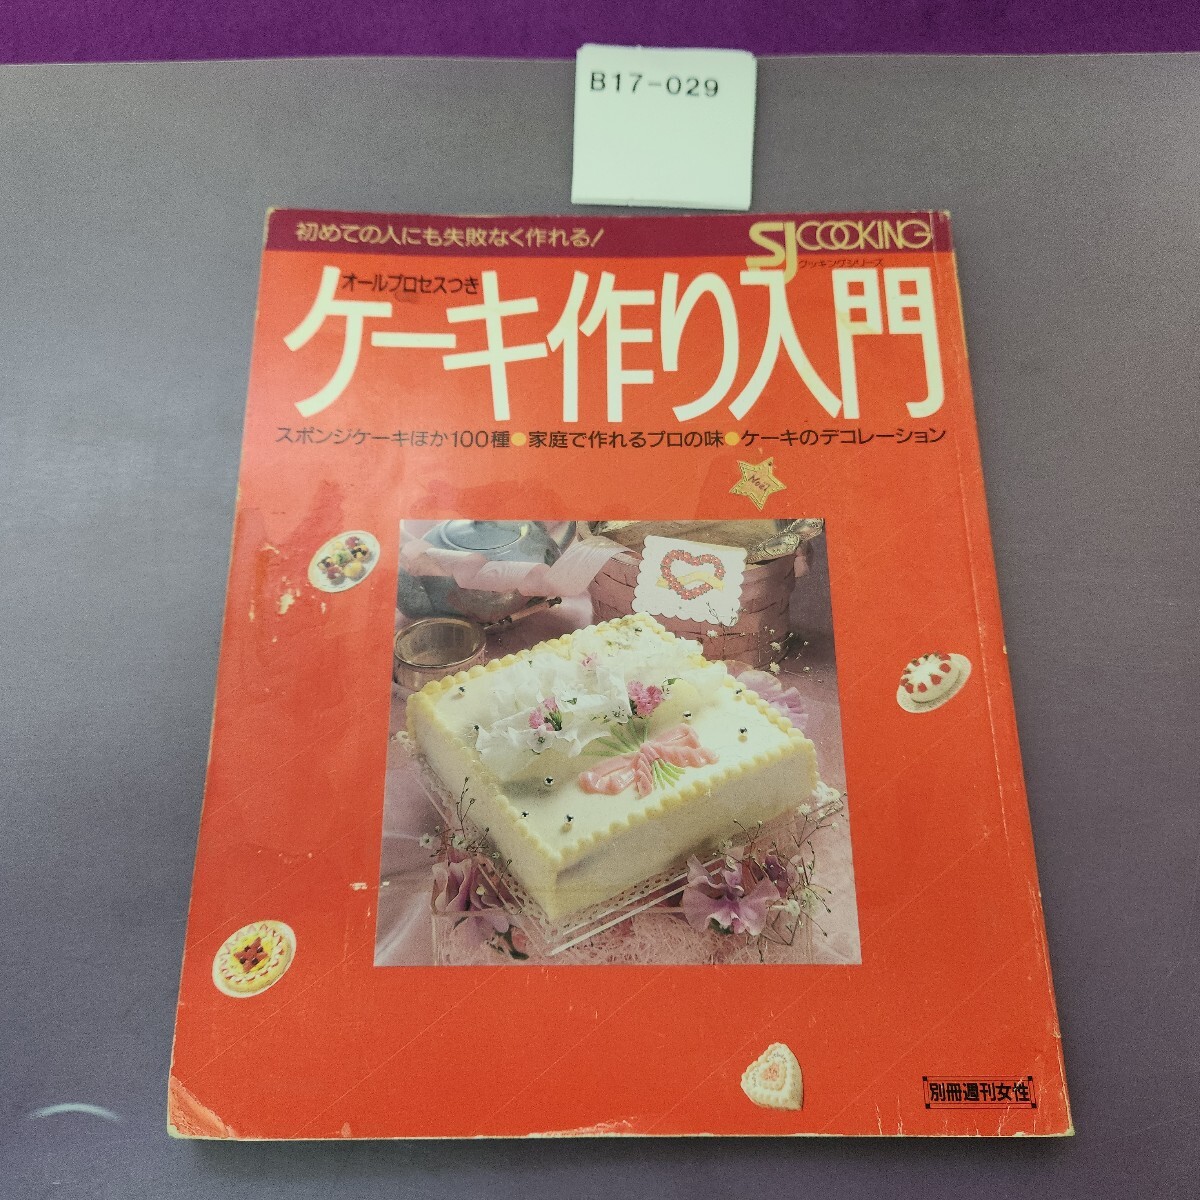 B17-029
初めての人にも失敗なく作れる!
SJ COOKING
クッキングシリーズ
オールプロセスつき
ケーキ作り入門
スポンジケーキほか100種●家庭で作れるプロの味●ケーキのデコレーション
Noël
別冊週刊女性